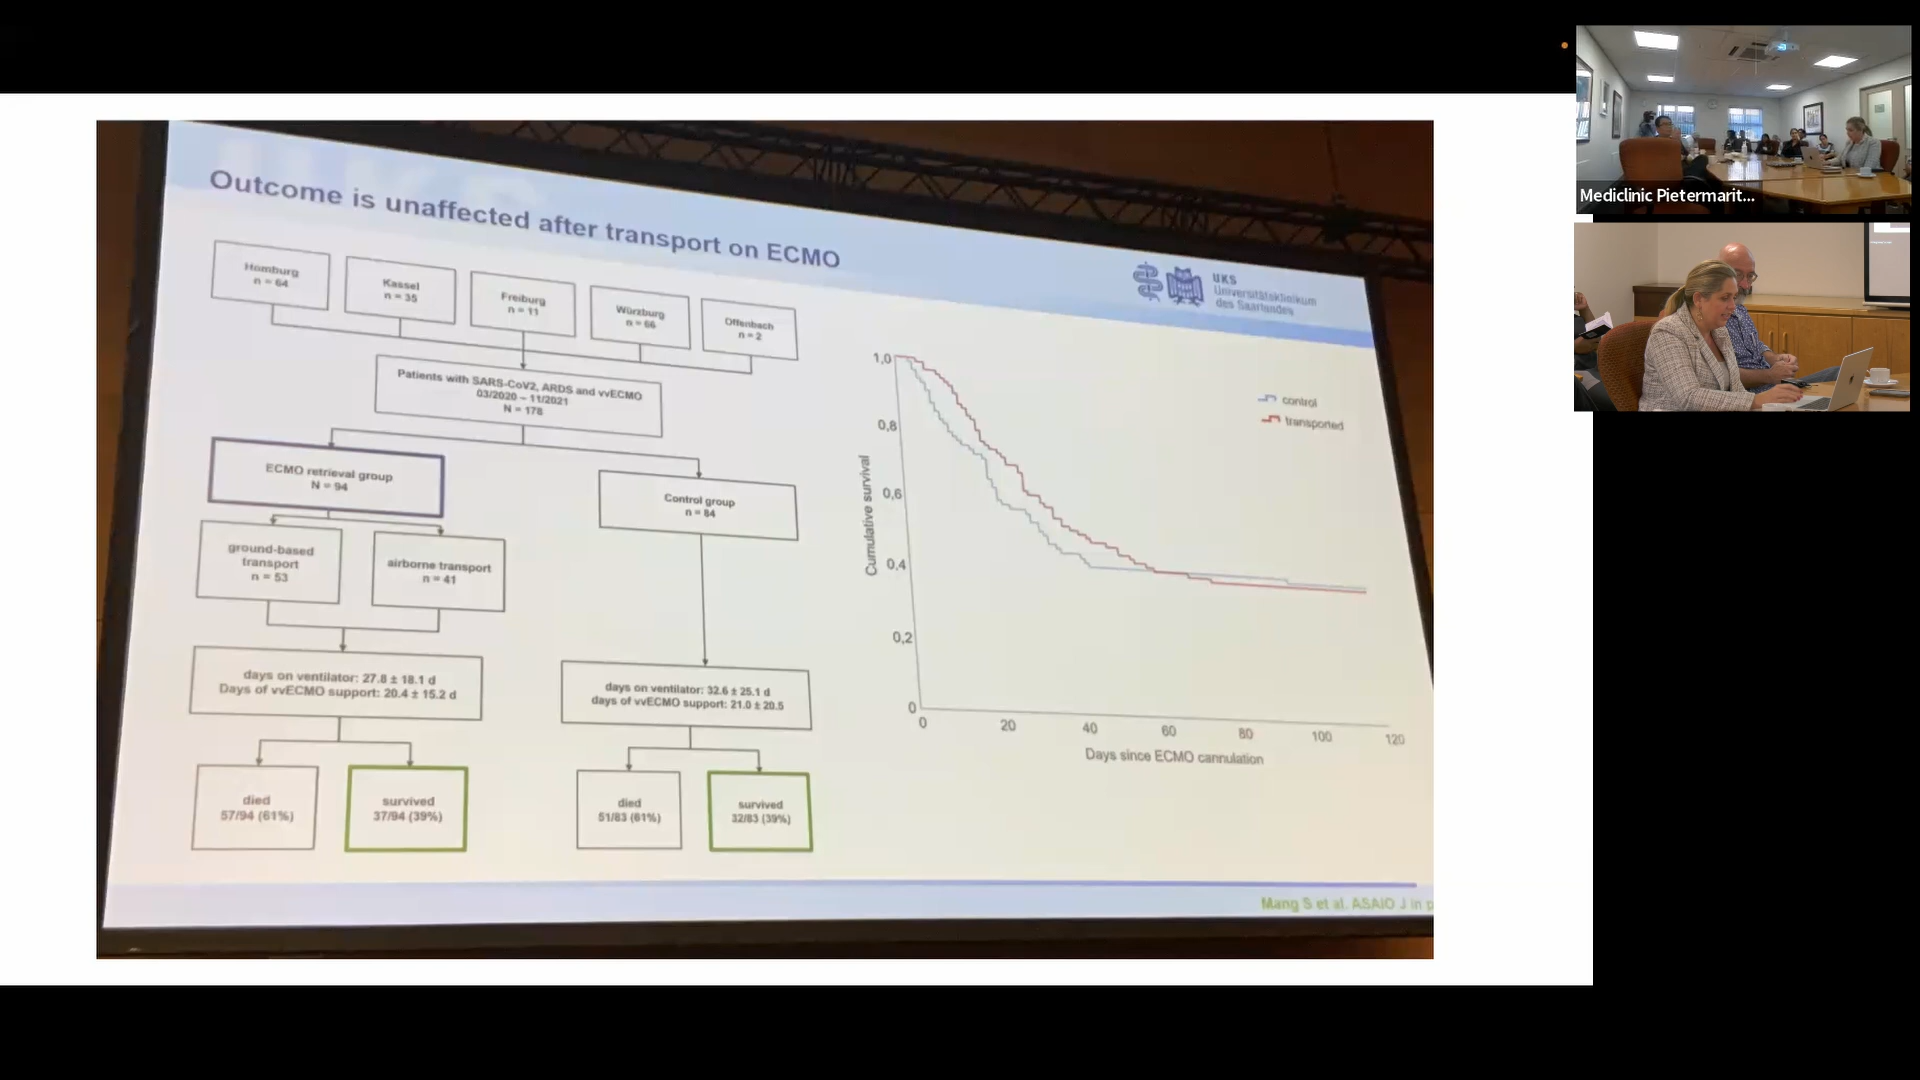 Outcome is unaffected after transport on ECMO
UKS
Universitätsklinikum
des Saarlandes
Homburg
n = 64
Kassel
n = 35
Freiburg
n = 11
Würzburg
n = 66
Offenbach
n = 2
Patients with SARS-CoV2, ARDS and vvECMO
03/2020 – 11/2021
N = 178
ECMO retrieval group
N = 94
Control group
n = 84
ground-based
transport
n = 53
airborne transport
n = 41
days on ventilator: 27.8 ± 18.1 d
Days of vvECMO support: 20.4 ± 15.2 d
days on ventilator: 32.6 ± 25.1 d
days of vvECMO support: 21.0 ± 20.5
died
57/94 (61%)
survived
37/94 (39%)
died
51/83 (61%)
survived
32/83 (39%)
control
transported
Cumulative survival
1,0
0,8
0,6
0,4
0,2
0
0 20 40 60 80 100 120
Days since ECMO cannulation
Mang S et al. ASAIO J in p
Mediclinic Pietermarit...